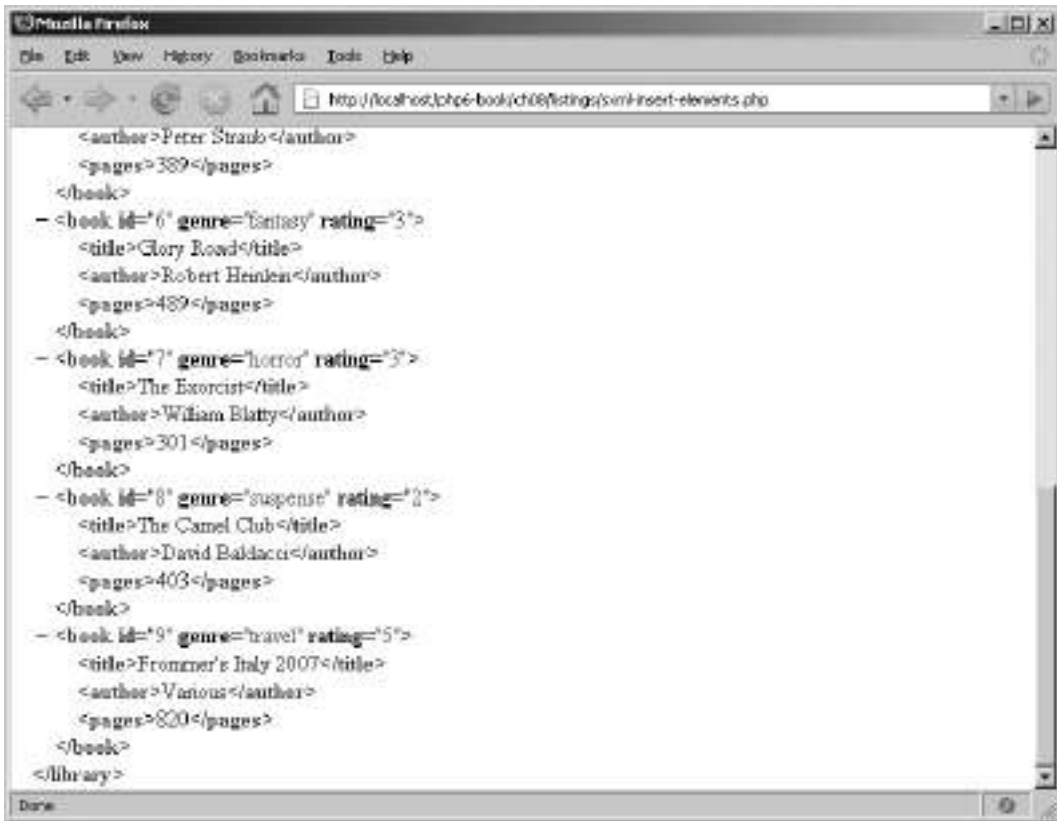 Mozilla Firefox
File Edit View History Bookmarks Tools Help
http://localhost/php6-book/ch08/listings/sxml-insert-elements.php
<author>Peter Straub</author>
<pages>389</pages>
</book>
− <book id="6" genre="fantasy" rating="3">
<title>Glory Road</title>
<author>Robert Heinlein</author>
<pages>489</pages>
</book>
− <book id="7" genre="horror" rating="3">
<title>The Exorcist</title>
<author>William Blatty</author>
<pages>301</pages>
</book>
− <book id="8" genre="suspense" rating="2">
<title>The Camel Club</title>
<author>David Baldacci</author>
<pages>403</pages>
</book>
− <book id="9" genre="travel" rating="5">
<title>Frommer's Italy 2007</title>
<author>Various</author>
<pages>820</pages>
</book>
</library>
Done